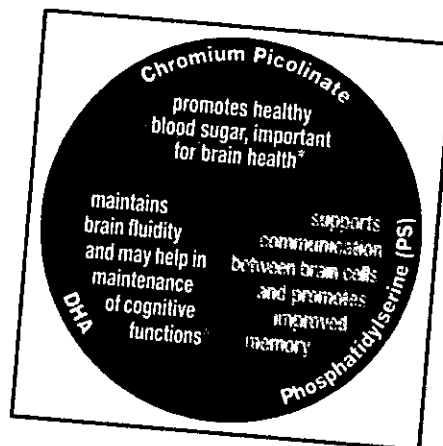 Chromium Picolinate
promotes healthy
blood sugar, important
for brain health*
maintains
brain fluidity
and may help in
maintenance
of cognitive
functions*
DHA
supports
communication
between brain cells
and promotes
improved
memory
Phosphatidylserine (PS)